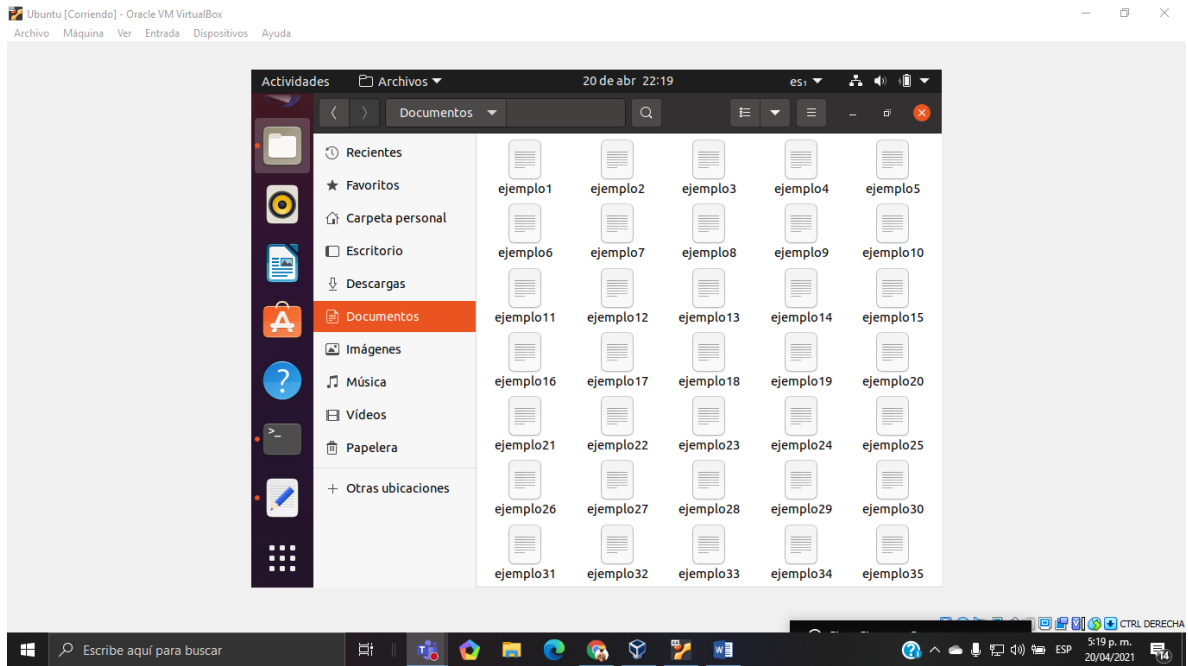 Ubuntu [Corriendo] - Oracle VM VirtualBox
Archivo Máquina Ver Entrada Dispositivos Ayuda
Actividades Archivos 20 de abr 22:19 es₁
Documentos
Recientes
Favoritos
Carpeta personal
Escritorio
Descargas
Documentos
Imágenes
Música
Vídeos
Papelera
+ Otras ubicaciones
ejemplo1 ejemplo2 ejemplo3 ejemplo4 ejemplo5
ejemplo6 ejemplo7 ejemplo8 ejemplo9 ejemplo10
ejemplo11 ejemplo12 ejemplo13 ejemplo14 ejemplo15
ejemplo16 ejemplo17 ejemplo18 ejemplo19 ejemplo20
ejemplo21 ejemplo22 ejemplo23 ejemplo24 ejemplo25
ejemplo26 ejemplo27 ejemplo28 ejemplo29 ejemplo30
ejemplo31 ejemplo32 ejemplo33 ejemplo34 ejemplo35
CTRL DERECHA
Escribe aquí para buscar
ESP
5:19 p. m.
20/04/2021
14